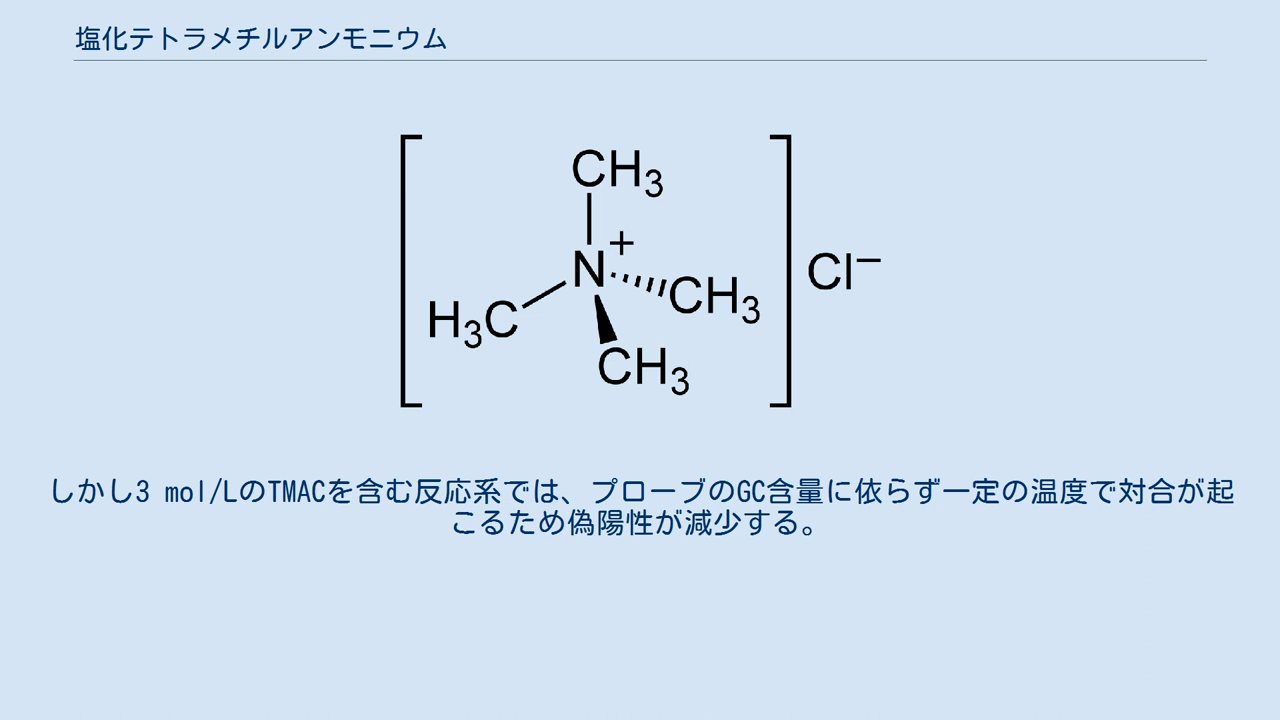 塩化テトラメチルアンモニウム
CH3
N+
CH3
H3C
CH3
Cl−
しかし3 mol/LのTMACを含む反応系では、プローブのGC含量に依らず一定の温度で対合が起
こるため偽陽性が減少する。